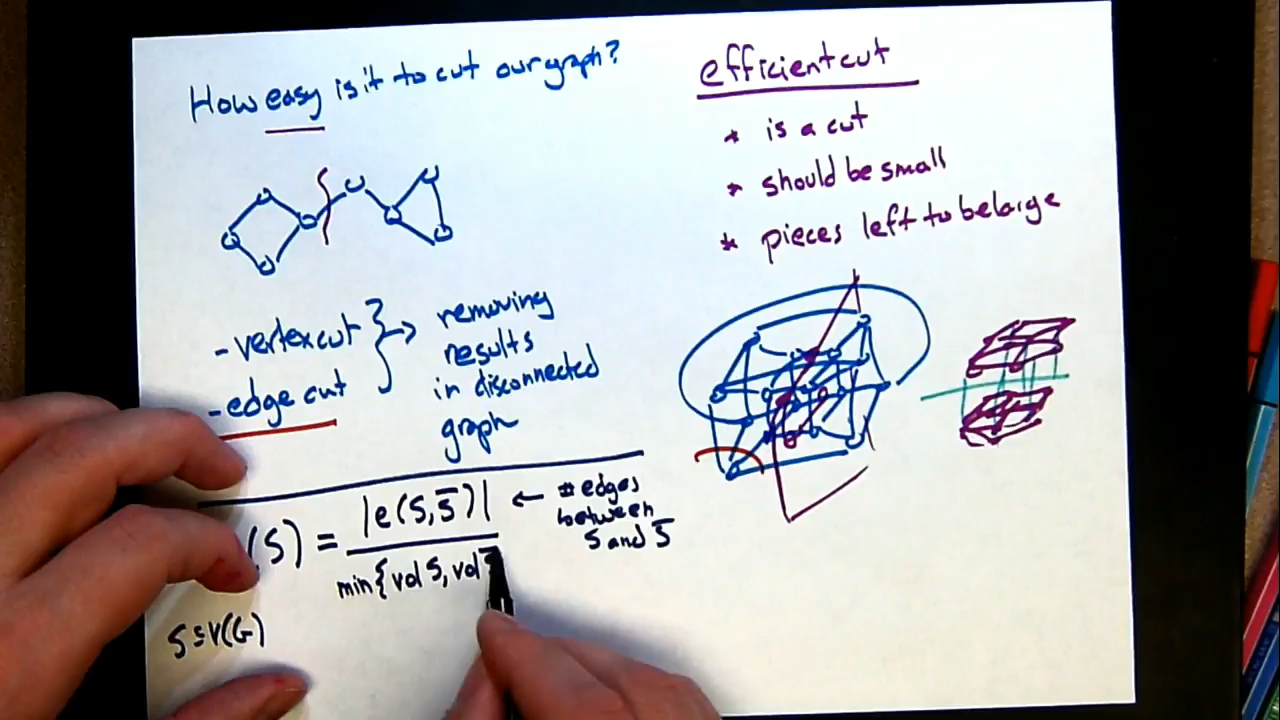 How easy is it to cut our graph?
efficient cut
* is a cut
* should be small
* pieces left to be large
- vertex cut
- edge cut
removing
results
in disconnected
graph
(S) = |e(S, S̅)| / min{vol S, vol
← # edges
between
S and S̅
S ⊆ V(G)